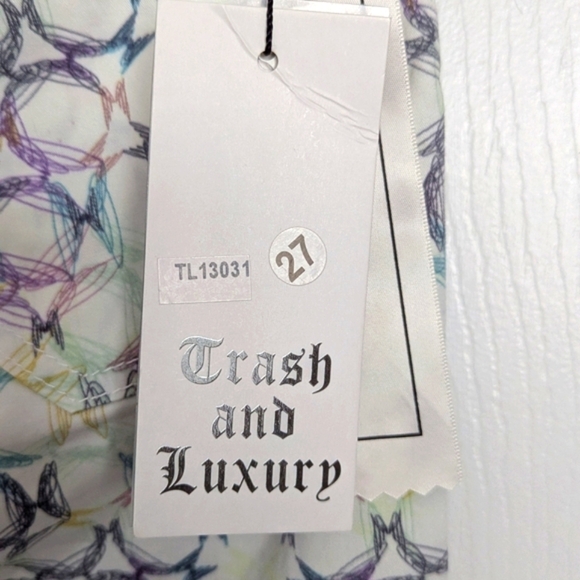 TL13031
27
Trash
and
Luxury